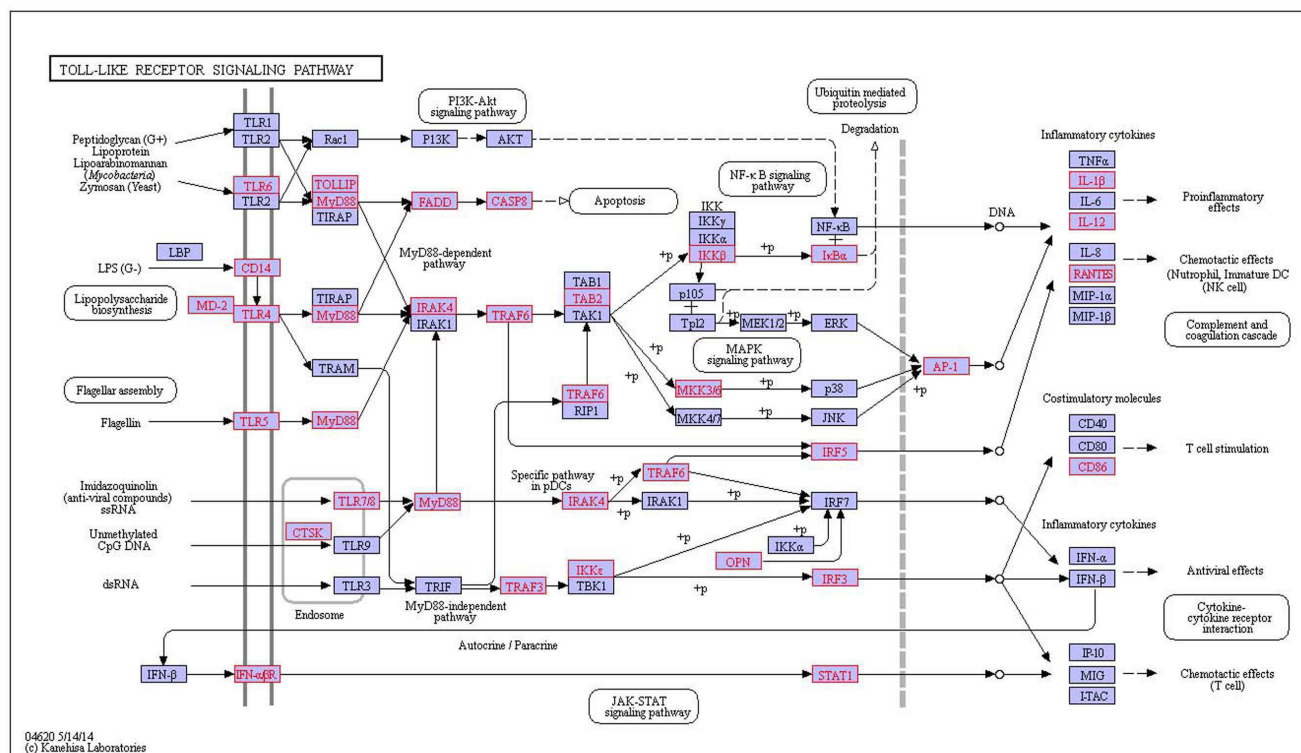 TOLL-LIKE RECEPTOR SIGNALING PATHWAY
PI3K-Akt
signaling pathway
Ubiquitin mediated
proteolysis
Degradation
Peptidoglycan (G+)
Lipoprotein
Lipoarabinomannan
(Mycobacteria)
Zymosan (Yeast)
TLR1
TLR2
Rac1
PI3K
AKT
TLR6
TLR2
TOLLIP
MyD88
TIRAP
FADD
CASP8
Apoptosis
NF-κB signaling
pathway
IKK
IKKγ
IKKα
IKKβ
+p
+p
NF-κB
IκBα
DNA
Inflammatory cytokines
TNFα
IL-1β
IL-6
IL-12
Proinflammatory
effects
IL-8
RANTES
MIP-1α
MIP-1β
Chemotactic effects
(Nutrophil, Immature DC
(NK cell)
Complement and
coagulation cascade
LBP
LPS (G-)
CD14
MyD88-dependent
pathway
Lipopolysaccharide
biosynthesis
MD-2
TLR4
TIRAP
MyD88
IRAK4
IRAK1
TRAF6
TAB1
TAB2
TAK1
p105
Tpl2
+p
MEK1/2
+p
ERK
MAPK
signaling pathway
TRAM
+p
+p
MKK3/6
+p
p38
AP-1
+p
MKK4/7
+p
JNK
TRAF6
RIP1
Flagellar assembly
Flagellin
TLR5
MyD88
IRF5
Costimulatory molecules
CD40
CD80
CD86
T cell stimulation
Imidazoquinolin
(anti-viral compounds)
ssRNA
TLR7/8
MyD88
Specific pathway
in pDCs
IRAK4
+p
+p
TRAF6
IRAK1
+p
IRF7
Unmethylated
CpG DNA
CTSK
TLR9
+p
IKKα
OPN
Inflammatory cytokines
IFN-α
IFN-β
Antiviral effects
dsRNA
TLR3
Endosome
TRIF
MyD88-independent
pathway
TRAF3
IKKε
TBK1
+p
IRF3
Cytokine-
cytokine receptor
interaction
Autocrine / Paracrine
IFN-β
IFN-α/βR
STAT1
JAK-STAT
signaling pathway
IP-10
MIG
I-TAC
Chemotactic effects
(T cell)
04620 5/14/14
(c) Kanehisa Laboratories